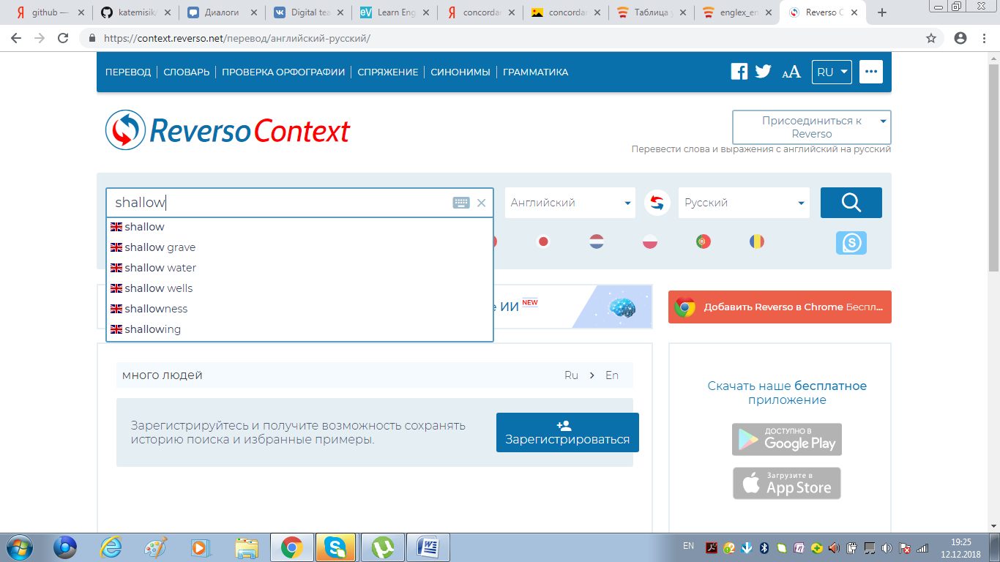 github —
katemisik/
Диалоги
Digital tea
Learn Eng
concordan
concordan
Таблица у
englex_en
Reverso C
https://context.reverso.net/перевод/английский-русский/
ПЕРЕВОД
СЛОВАРЬ
ПРОВЕРКА ОРФОГРАФИИ
СПРЯЖЕНИЕ
СИНОНИМЫ
ГРАММАТИКА
AA
RU
Reverso Context
Присоединиться к
Reverso
Перевести слова и выражения с английский на русский
shallow
Английский
Русский
shallow
shallow grave
shallow water
shallow wells
shallowness
shallowing
е ИИ NEW
Добавить Reverso в Chrome Беспл...
много людей
Ru > En
Зарегистрируйтесь и получите возможность сохранять
историю поиска и избранные примеры.
Зарегистрироваться
Скачать наше бесплатное
приложение
ДОСТУПНО В
Google Play
Загрузите в
App Store
EN
19:25
12.12.2018